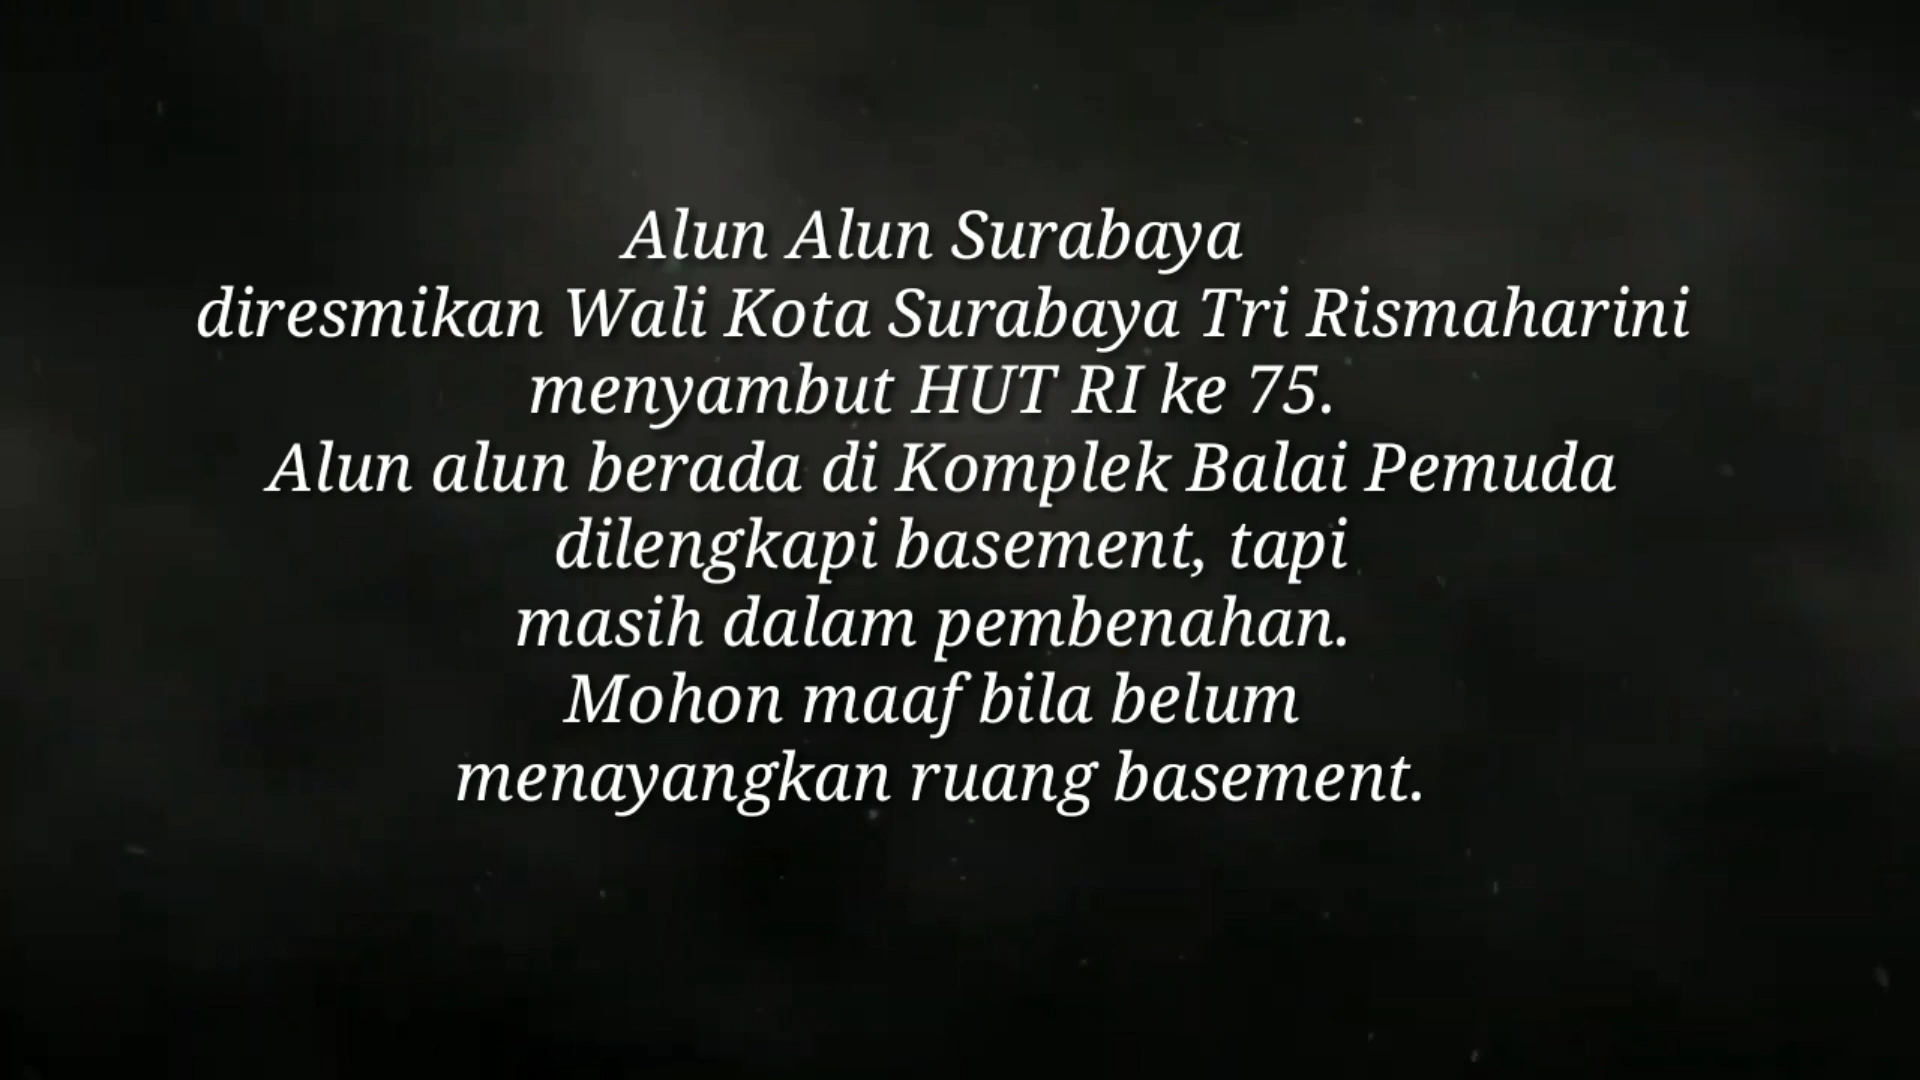 Alun Alun Surabaya
diresmikan Wali Kota Surabaya Tri Rismaharini
menyambut HUT RI ke 75.
Alun alun berada di Komplek Balai Pemuda
dilengkapi basement, tapi
masih dalam pembenahan.
Mohon maaf bila belum
menayangkan ruang basement.